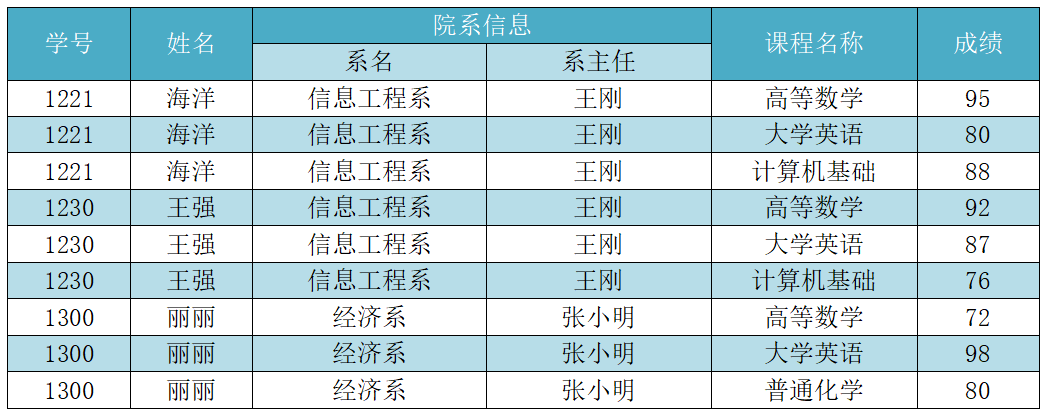 学号 姓名 院系信息 课程名称 成绩
系名 系主任
1221 海洋 信息工程系 王刚 高等数学 95
1221 海洋 信息工程系 王刚 大学英语 80
1221 海洋 信息工程系 王刚 计算机基础 88
1230 王强 信息工程系 王刚 高等数学 92
1230 王强 信息工程系 王刚 大学英语 87
1230 王强 信息工程系 王刚 计算机基础 76
1300 丽丽 经济系 张小明 高等数学 72
1300 丽丽 经济系 张小明 大学英语 98
1300 丽丽 经济系 张小明 普通化学 80